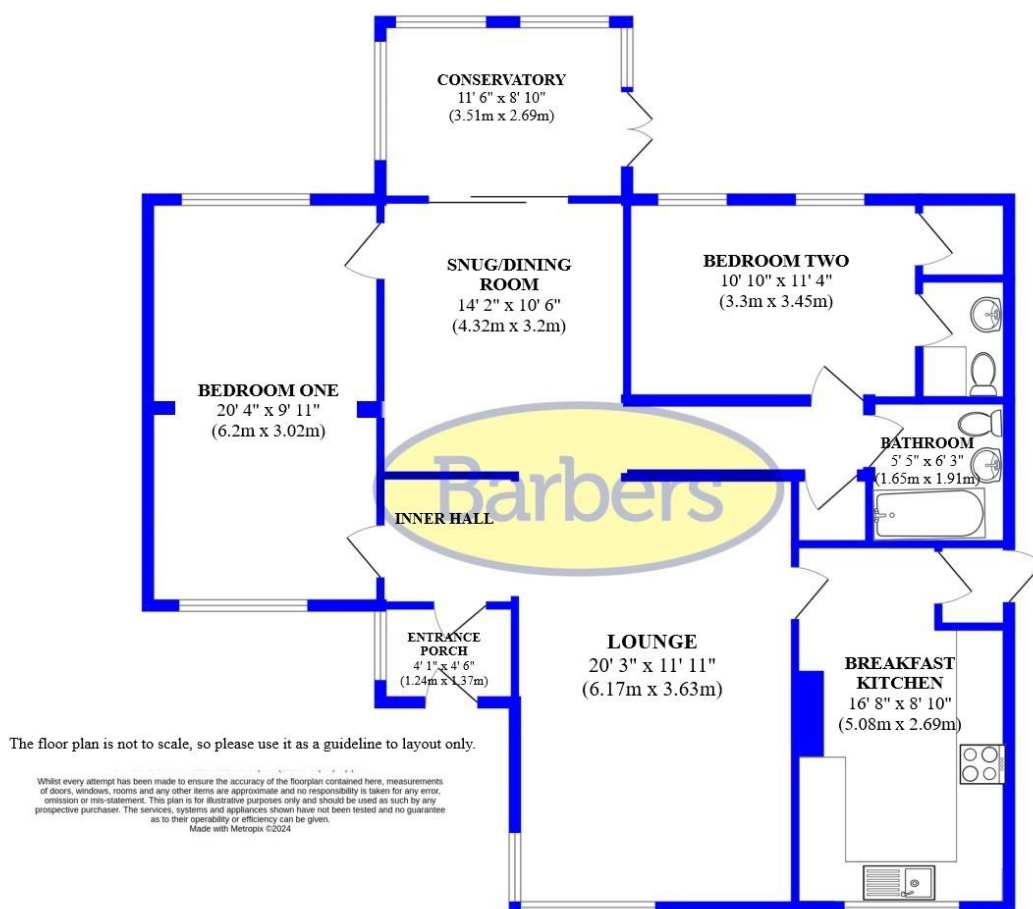 CONSERVATORY
11' 6" x 8' 10"
(3.51m x 2.69m)
SNUG/DINING
ROOM
14' 2" x 10' 6"
(4.32m x 3.2m)
BEDROOM TWO
10' 10" x 11' 4"
(3.3m x 3.45m)
BEDROOM ONE
20' 4" x 9' 11"
(6.2m x 3.02m)
BATHROOM
5' 5" x 6' 3"
(1.65m x 1.91m)
Barbers
INNER HALL
ENTRANCE
PORCH
4' 1" x 4' 6"
(1.24m x 1.37m)
LOUNGE
20' 3" x 11' 11"
(6.17m x 3.63m)
BREAKFAST
KITCHEN
16' 8" x 8' 10"
(5.08m x 2.69m)
The floor plan is not to scale, so please use it as a guideline to layout only.
Whilst every attempt has been made to ensure the accuracy of the floorplan contained here, measurements
of doors, windows, rooms and any other items are approximate and no responsibility is taken for any error,
omission or mis-statement. This plan is for illustrative purposes only and should be used as such by any
prospective purchaser. The services, systems and appliances shown have not been tested and no guarantee
as to their operability or efficiency can be given.
Made with Metropix ©2024